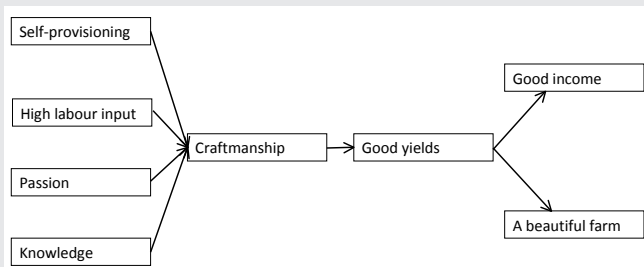 Self-provisioning
High labour input
Passion
Knowledge
Craftmanship
Good yields
Good income
A beautiful farm